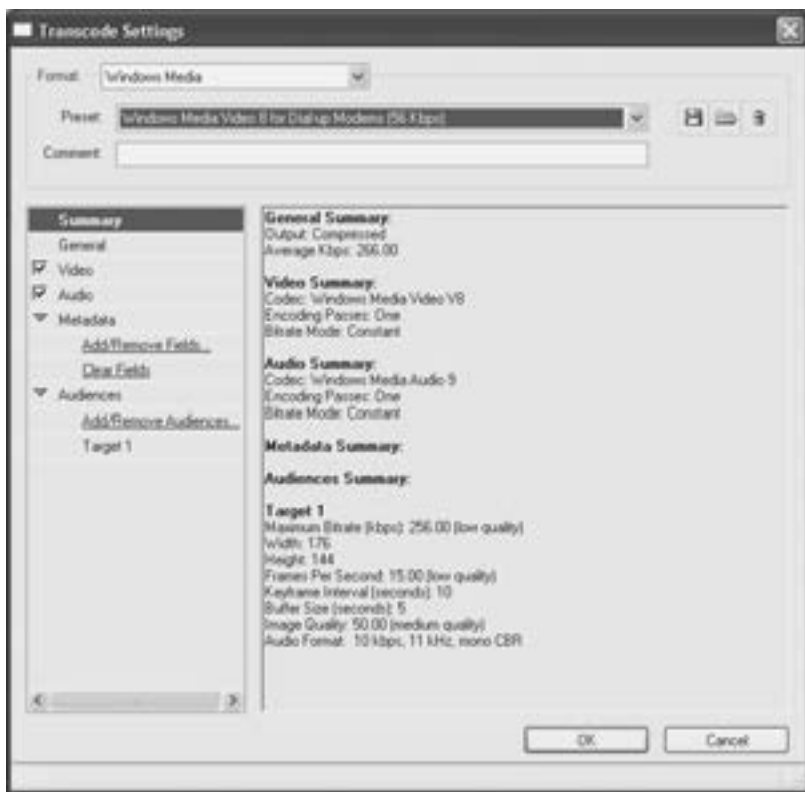 Transcode Settings
Format: Windows Media
Preset: Windows Media Video 8 for Dial-up Modems (56 Kbps)
Comment:
Summary
General
Video
Audio
Metadata
Add/Remove Fields...
Clear Fields
Audiences
Add/Remove Audiences...
Target 1
General Summary:
Output: Compressed
Average Kbps: 266.00
Video Summary:
Codec: Windows Media Video V8
Encoding Passes: One
Bitrate Mode: Constant
Audio Summary:
Codec: Windows Media Audio 9
Encoding Passes: One
Bitrate Mode: Constant
Metadata Summary:
Audiences Summary:
Target 1
Maximum Bitrate (kbps): 256.00 (low quality)
Width: 176
Height: 144
Frames Per Second: 15.00 (low quality)
Keyframe Interval (seconds): 10
Buffer Size (seconds): 5
Image Quality: 50.00 (medium quality)
Audio Format: 10 kbps, 11 kHz, mono CBR
OK
Cancel